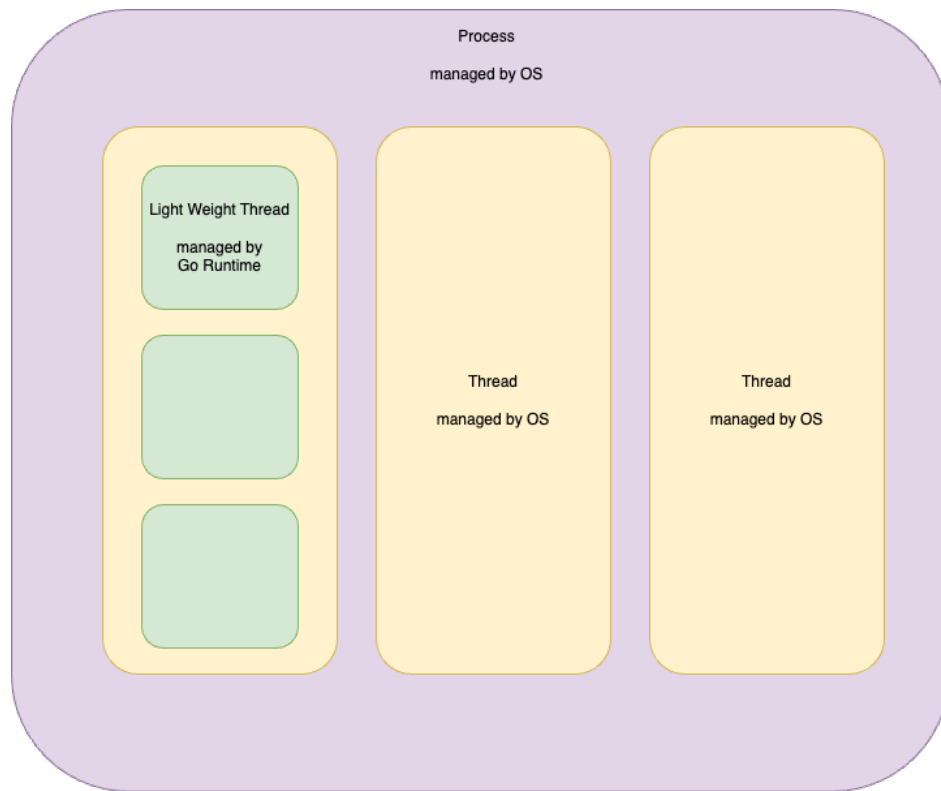 Process
managed by OS
Light Weight Thread
managed by
Go Runtime
Thread
managed by OS
Thread
managed by OS